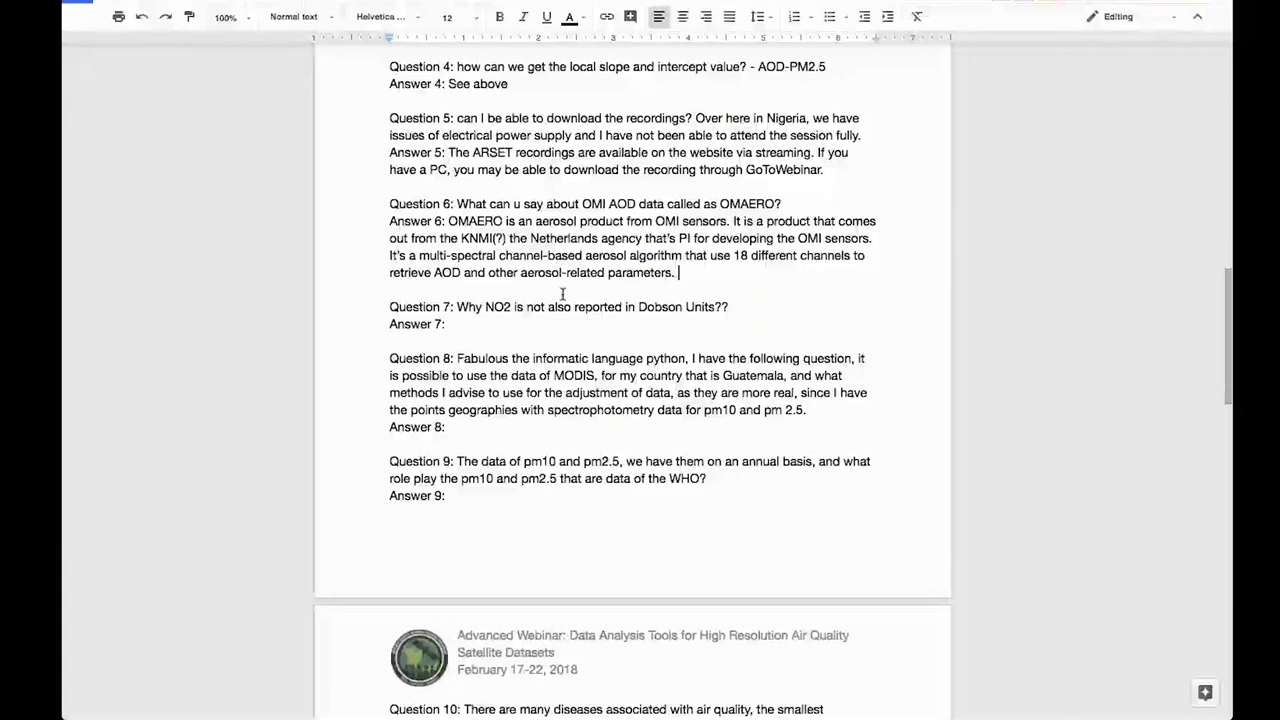 100% Normal text Helvetica ... 12 B I U A Editing
1 1 2 3 4 5 6 7
Question 4: how can we get the local slope and intercept value? - AOD-PM2.5
Answer 4: See above
Question 5: can I be able to download the recordings? Over here in Nigeria, we have
issues of electrical power supply and I have not been able to attend the session fully.
Answer 5: The ARSET recordings are available on the website via streaming. If you
have a PC, you may be able to download the recording through GoToWebinar.
Question 6: What can u say about OMI AOD data called as OMAERO?
Answer 6: OMAERO is an aerosol product from OMI sensors. It is a product that comes
out from the KNMI(?) the Netherlands agency that's PI for developing the OMI sensors.
It's a multi-spectral channel-based aerosol algorithm that use 18 different channels to
retrieve AOD and other aerosol-related parameters.
Question 7: Why NO2 is not also reported in Dobson Units??
Answer 7:
Question 8: Fabulous the informatic language python, I have the following question, it
is possible to use the data of MODIS, for my country that is Guatemala, and what
methods I advise to use for the adjustment of data, as they are more real, since I have
the points geographies with spectrophotometry data for pm10 and pm 2.5.
Answer 8:
Question 9: The data of pm10 and pm2.5, we have them on an annual basis, and what
role play the pm10 and pm2.5 that are data of the WHO?
Answer 9:
Advanced Webinar: Data Analysis Tools for High Resolution Air Quality
Satellite Datasets
February 17-22, 2018
Question 10: There are many diseases associated with air quality, the smallest